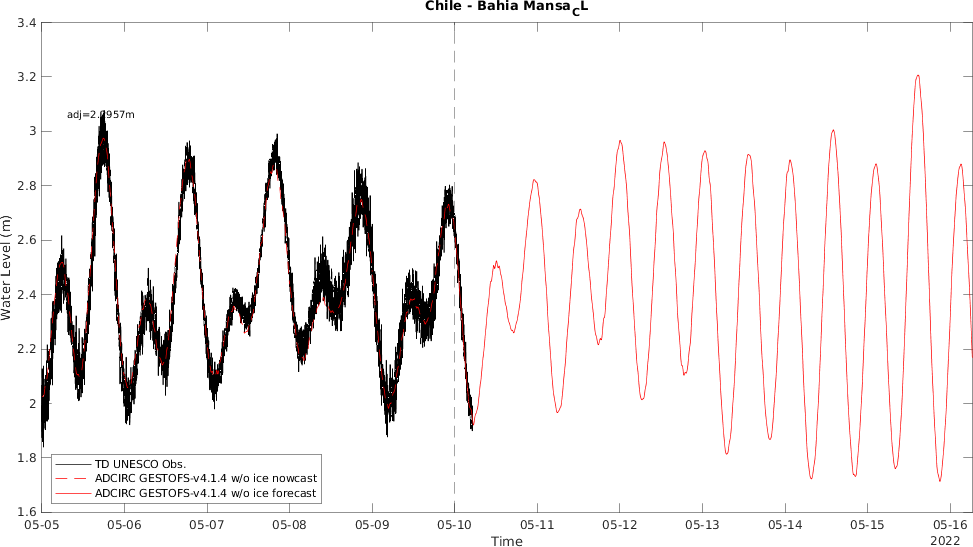 Chile - Bahia Mansa_CL
3.4
3.2
3
2.8
2.6
2.4
2.2
2
1.8
1.6
Water Level (m)
TD UNESCO Obs.
ADCIRC GESTOFS-v4.1.4 w/o ice nowcast
ADCIRC GESTOFS-v4.1.4 w/o ice forecast
05-05 05-06 05-07 05-08 05-09 05-10 05-11 05-12 05-13 05-14 05-15 05-16
Time
2022